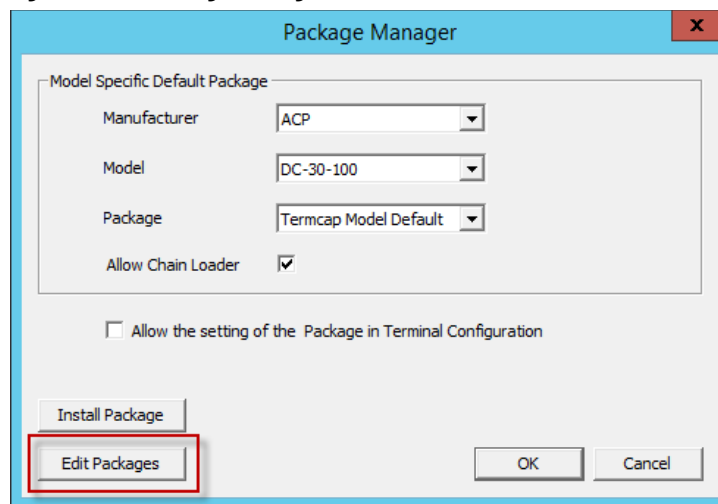 Package Manager
x
Model Specific Default Package
Manufacturer ACP
Model DC-30-100
Package Termcap Model Default
Allow Chain Loader
Allow the setting of the Package in Terminal Configuration
Install Package
Edit Packages OK Cancel